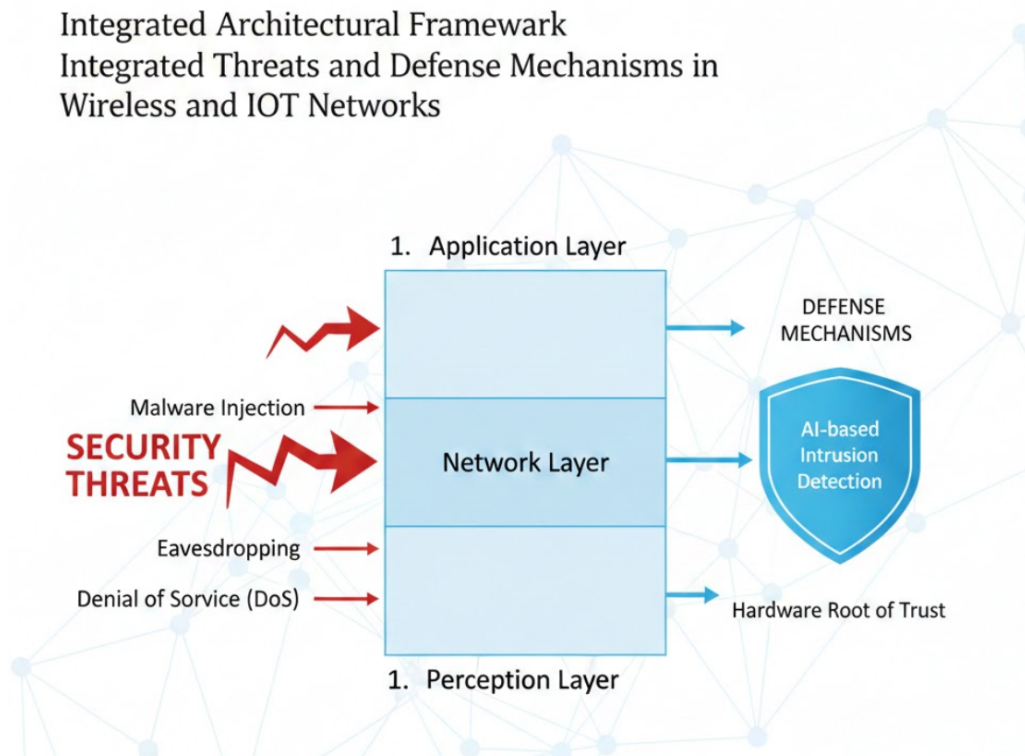 Integrated Architectural Framewark
Integrated Threats and Defense Mechanisms in
Wireless and IOT Networks
1. Application Layer
DEFENSE
MECHANISMS
Malware Injection
SECURITY
THREATS
Network Layer
AI-based
Intrusion
Detection
Eavesdropping
Denial of Sorvice (DoS)
Hardware Root of Trust
1. Perception Layer